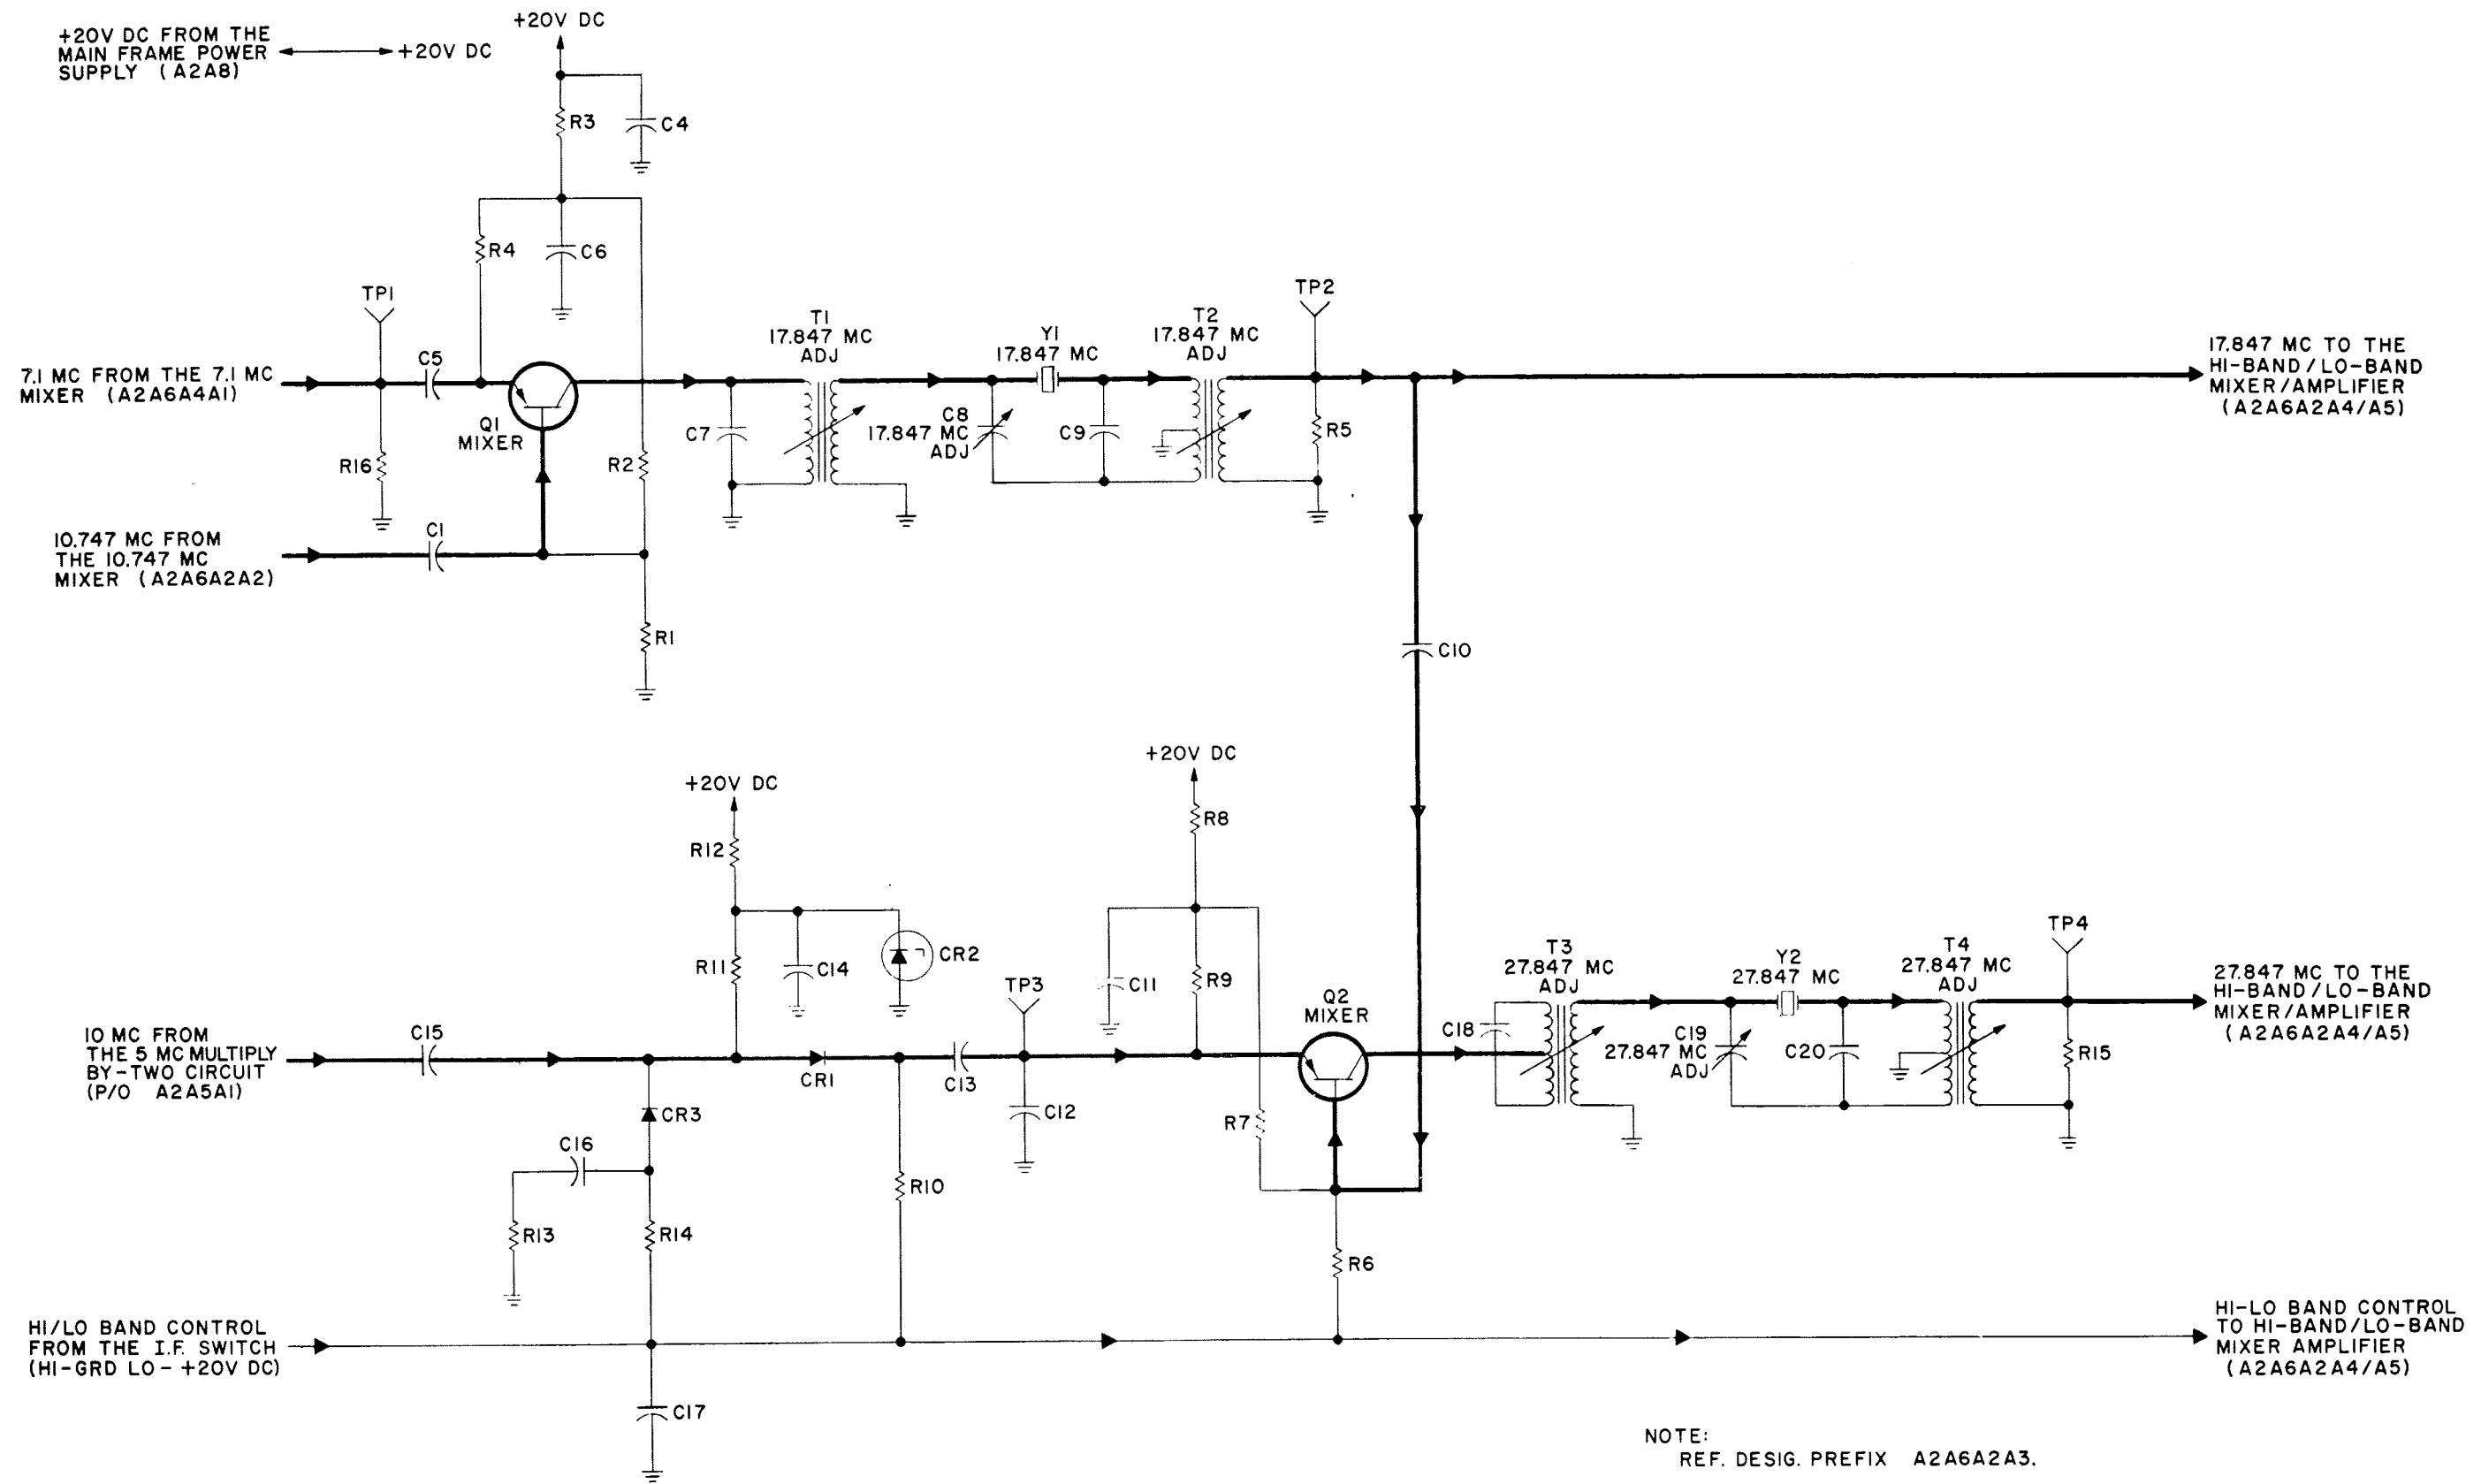 +20V DC FROM THE
MAIN FRAME POWER
SUPPLY (A2A8)
+20V DC
+20V DC
R3
C4
R4
C6
TP1
C5
7.1 MC FROM THE 7.1 MC
MIXER (A2A6A4A1)
Q1
MIXER
R16
R2
10.747 MC FROM
THE 10.747 MC
MIXER (A2A6A2A2)
C1
R1
T1
17.847 MC
ADJ
C7
Y1
17.847 MC
C8
17.847 MC
ADJ
C9
T2
17.847 MC
ADJ
TP2
R5
17.847 MC TO THE
HI-BAND/LO-BAND
MIXER/AMPLIFIER
(A2A6A2A4/A5)
C10
+20V DC
R12
R11
C14
CR2
+20V DC
R8
C11
R9
TP3
10 MC FROM
THE 5 MC MULTIPLY
BY-TWO CIRCUIT
(P/O A2A5A1)
C15
CR1
C13
C12
CR3
C16
R13
R14
R10
R7
Q2
MIXER
R6
T3
27.847 MC
ADJ
C18
Y2
27.847 MC
C19
27.847 MC
ADJ
C20
T4
27.847 MC
ADJ
TP4
R15
27.847 MC TO THE
HI-BAND/LO-BAND
MIXER/AMPLIFIER
(A2A6A2A4/A5)
HI/LO BAND CONTROL
FROM THE I.F. SWITCH
(HI-GRD LO-+20V DC)
C17
HI-LO BAND CONTROL
TO HI-BAND/LO-BAND
MIXER AMPLIFIER
(A2A6A2A4/A5)
NOTE:
REF. DESIG. PREFIX A2A6A2A3.